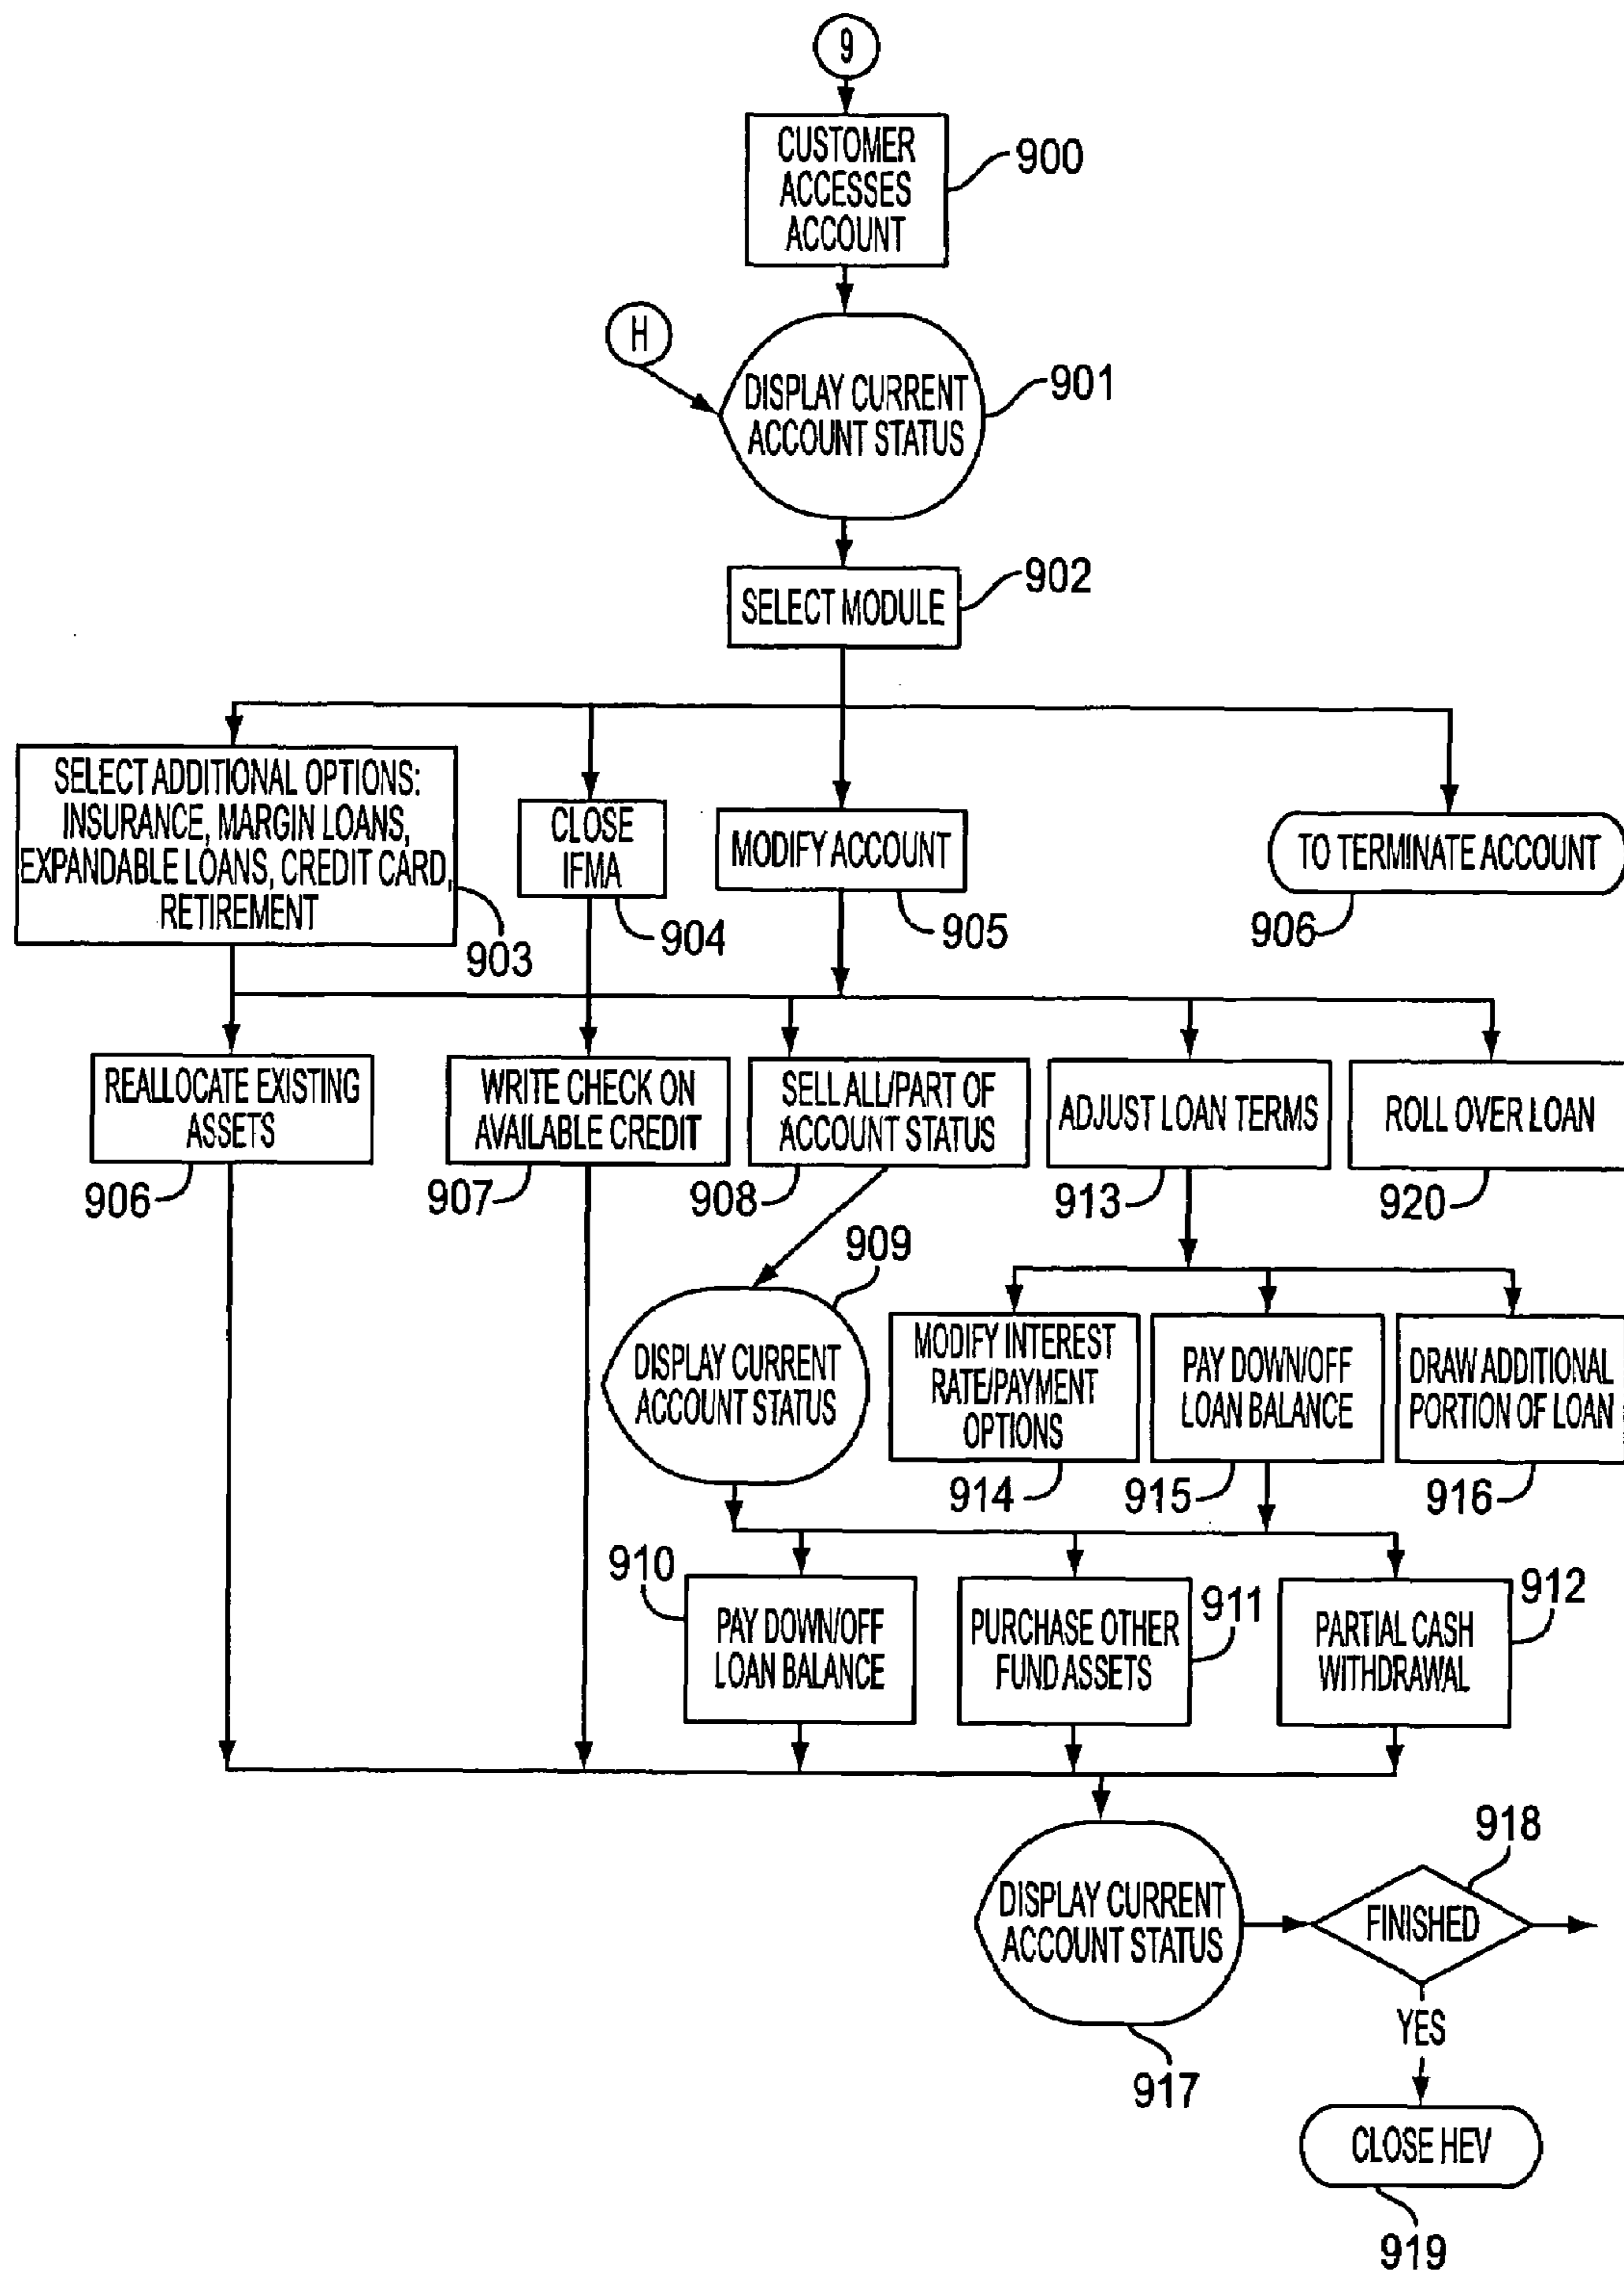 9
CUSTOMER
ACCESSES
ACCOUNT
900
H
DISPLAY CURRENT
ACCOUNT STATUS
901
SELECT MODULE
902
SELECT ADDITIONAL OPTIONS:
INSURANCE, MARGIN LOANS,
EXPANDABLE LOANS, CREDIT CARD,
RETIREMENT
903
CLOSE
IFMA
904
MODIFY ACCOUNT
905
TO TERMINATE ACCOUNT
906
REALLOCATE EXISTING
ASSETS
906
WRITE CHECK ON
AVAILABLE CREDIT
907
SELL ALL/PART OF
ACCOUNT STATUS
908
ADJUST LOAN TERMS
913
ROLL OVER LOAN
920
909
DISPLAY CURRENT
ACCOUNT STATUS
MODIFY INTEREST
RATE/PAYMENT
OPTIONS
914
PAY DOWN/OFF
LOAN BALANCE
915
DRAW ADDITIONAL
PORTION OF LOAN
916
910
PAY DOWN/OFF
LOAN BALANCE
PURCHASE OTHER
FUND ASSETS
911
PARTIAL CASH
WITHDRAWAL
912
DISPLAY CURRENT
ACCOUNT STATUS
917
918
FINISHED
YES
CLOSE HEV
919